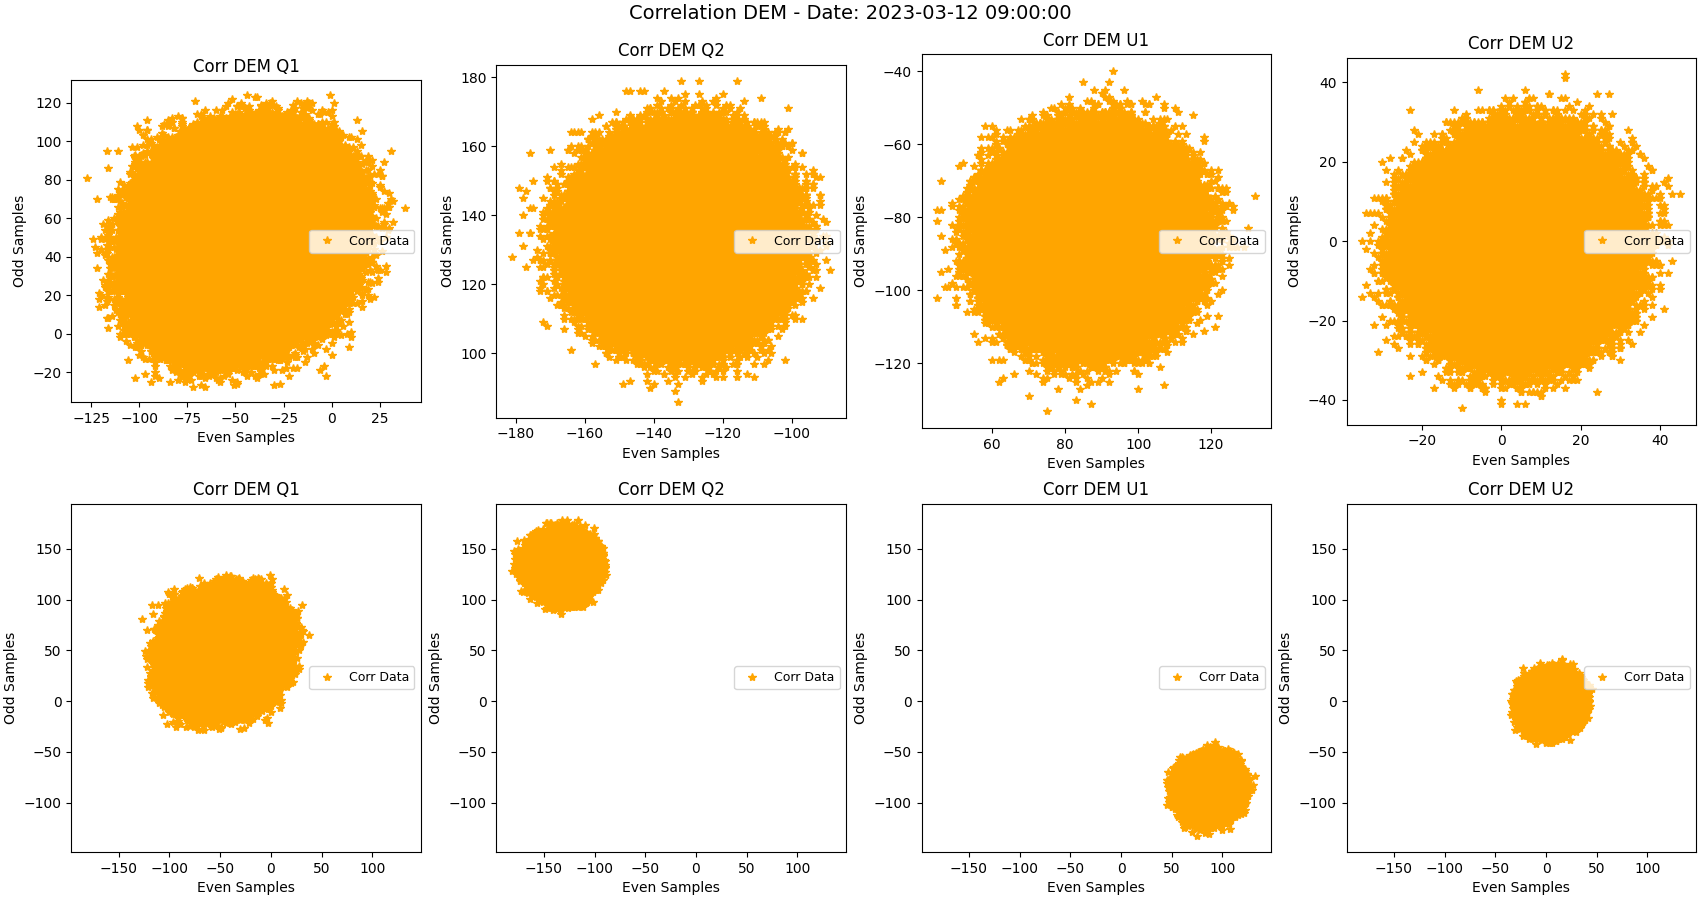 Correlation DEM - Date: 2023-03-12 09:00:00
Corr DEM Q1
Corr DEM Q2
Corr DEM U1
Corr DEM U2
Odd Samples
120
100
80
60
40
20
0
−20
−125 −100 −75 −50 −25 0 25
Even Samples
Corr Data
Odd Samples
180
160
140
120
100
−180 −160 −140 −120 −100
Even Samples
Corr Data
Odd Samples
−40
−60
−80
−100
−120
60 80 100 120
Even Samples
Corr Data
Odd Samples
40
20
0
−20
−40
−20 0 20 40
Even Samples
Corr Data
Corr DEM Q1
Corr DEM Q2
Corr DEM U1
Corr DEM U2
Odd Samples
150
100
50
0
−50
−100
−150 −100 −50 0 50 100
Even Samples
Corr Data
Odd Samples
150
100
50
0
−50
−100
−150 −100 −50 0 50 100
Even Samples
Corr Data
Odd Samples
150
100
50
0
−50
−100
−150 −100 −50 0 50 100
Even Samples
Corr Data
Odd Samples
150
100
50
0
−50
−100
−150 −100 −50 0 50 100
Even Samples
Corr Data